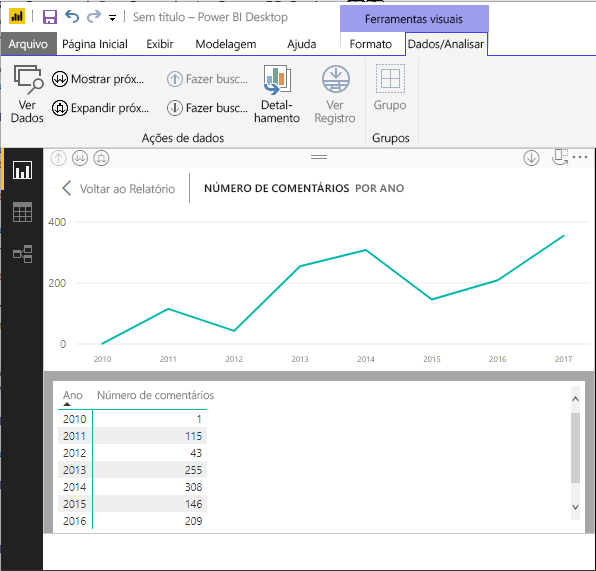 Sem título – Power BI Desktop
Ferramentas visuais
Arquivo Página Inicial Exibir Modelagem Ajuda Formato Dados/Analisar
Ver Dados
Mostrar próx...
Expandir próx...
Fazer busc...
Fazer busc...
Detal-hamento
Ver Registro
Grupo
Ações de dados
Grupos
Voltar ao Relatório
NÚMERO DE COMENTÁRIOS POR ANO
400
200
0
2010 2011 2012 2013 2014 2015 2016 2017
Ano Número de comentários
2010 1
2011 115
2012 43
2013 255
2014 308
2015 146
2016 209